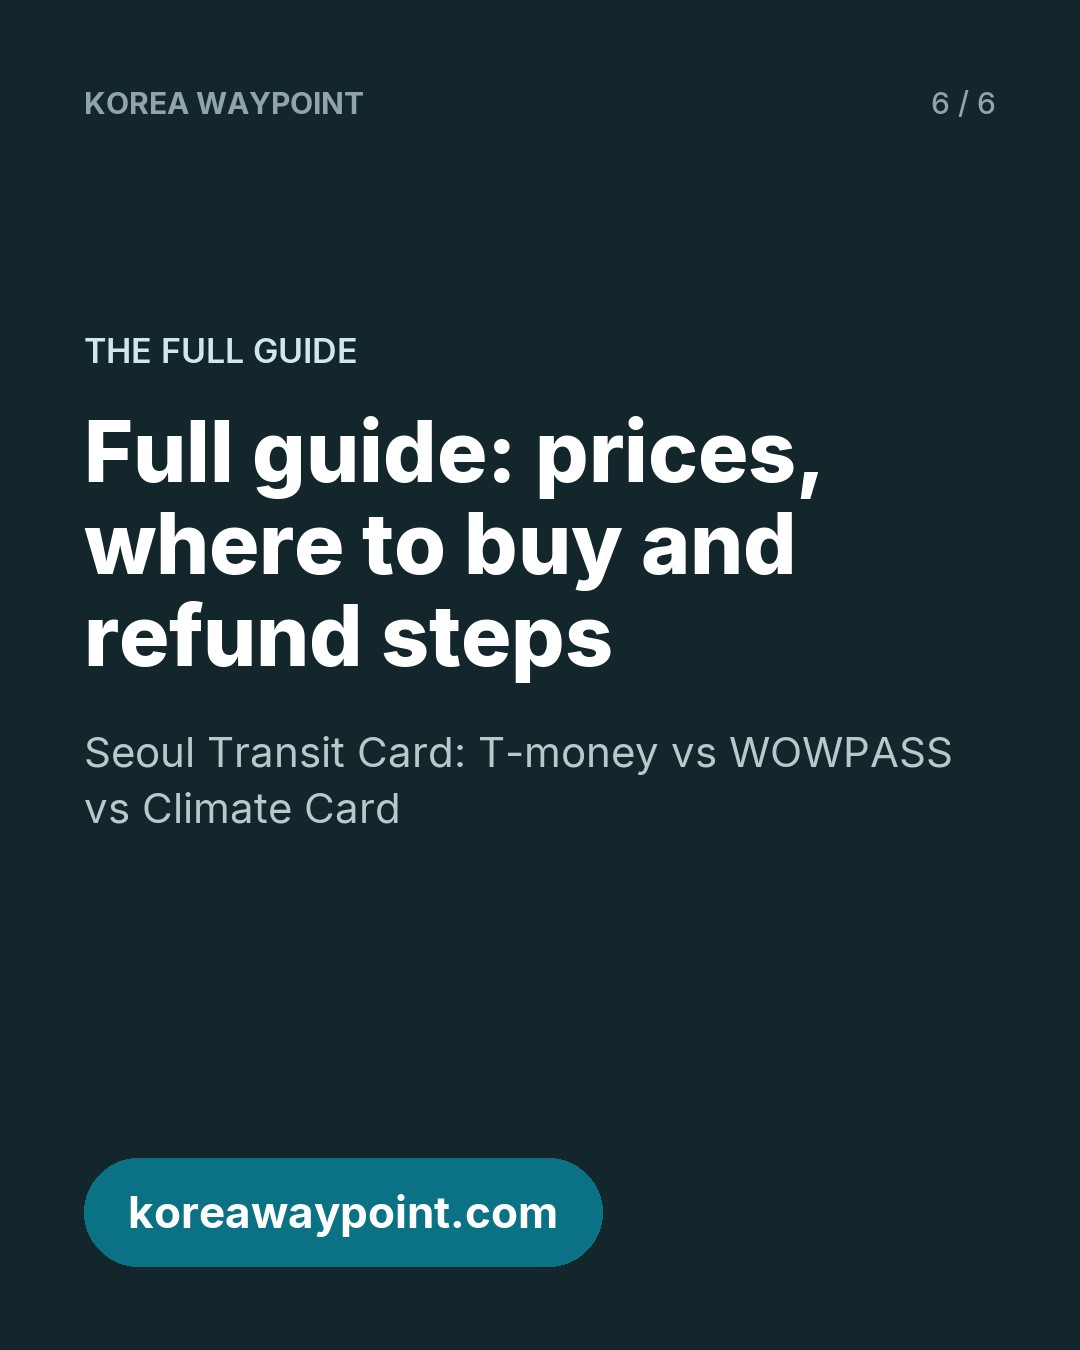 KOREA WAYPOINT
6 / 6
THE FULL GUIDE
Full guide: prices,
where to buy and
refund steps
Seoul Transit Card: T-money vs WOWPASS
vs Climate Card
koreawaypoint.com